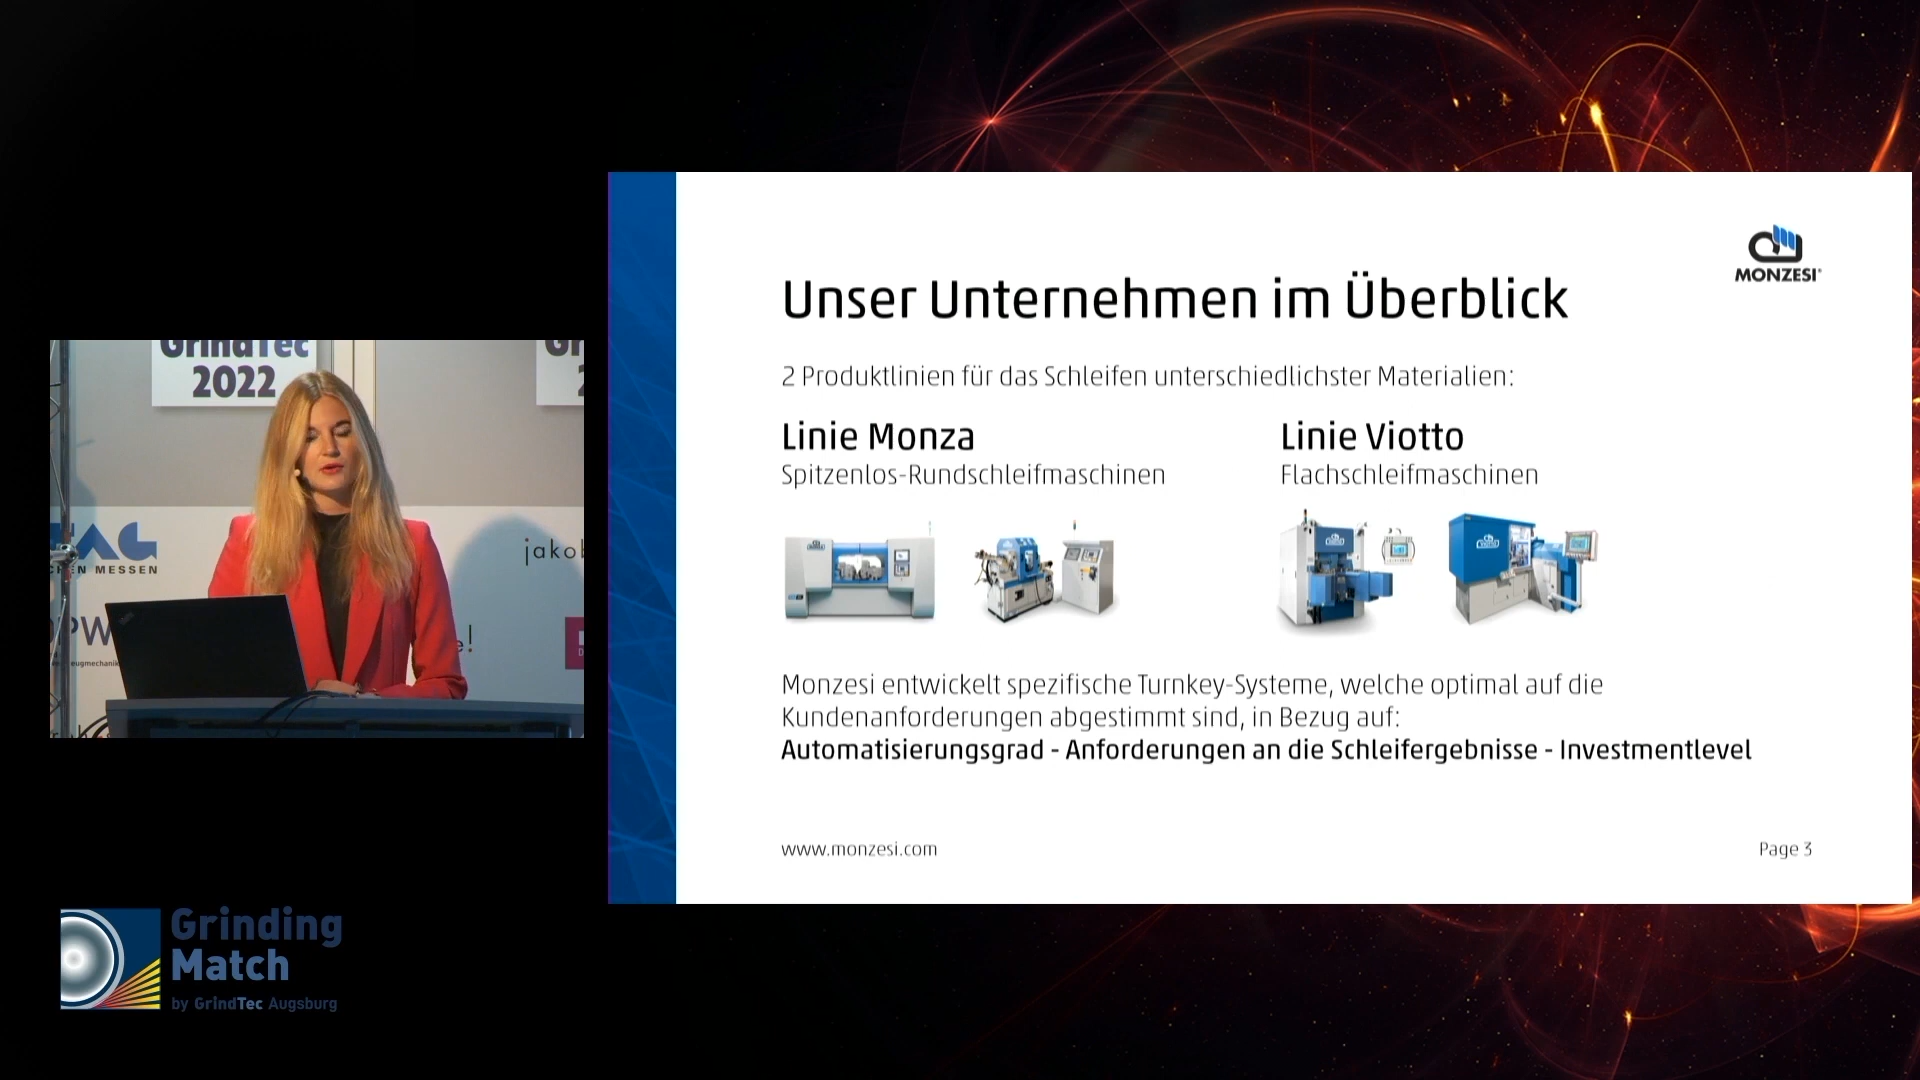 GrindTec
2022
MESSEN
jakob
Unser Unternehmen im Überblick
MONZESI
2 Produktlinien für das Schleifen unterschiedlichster Materialien:
Linie Monza
Spitzenlos-Rundschleifmaschinen
Linie Viotto
Flachschleifmaschinen
Monzesi entwickelt spezifische Turnkey-Systeme, welche optimal auf die
Kundenanforderungen abgestimmt sind, in Bezug auf:
Automatisierungsgrad - Anforderungen an die Schleifergebnisse - Investmentlevel
www.monzesi.com
Page 3
Grinding
Match
by GrindTec Augsburg